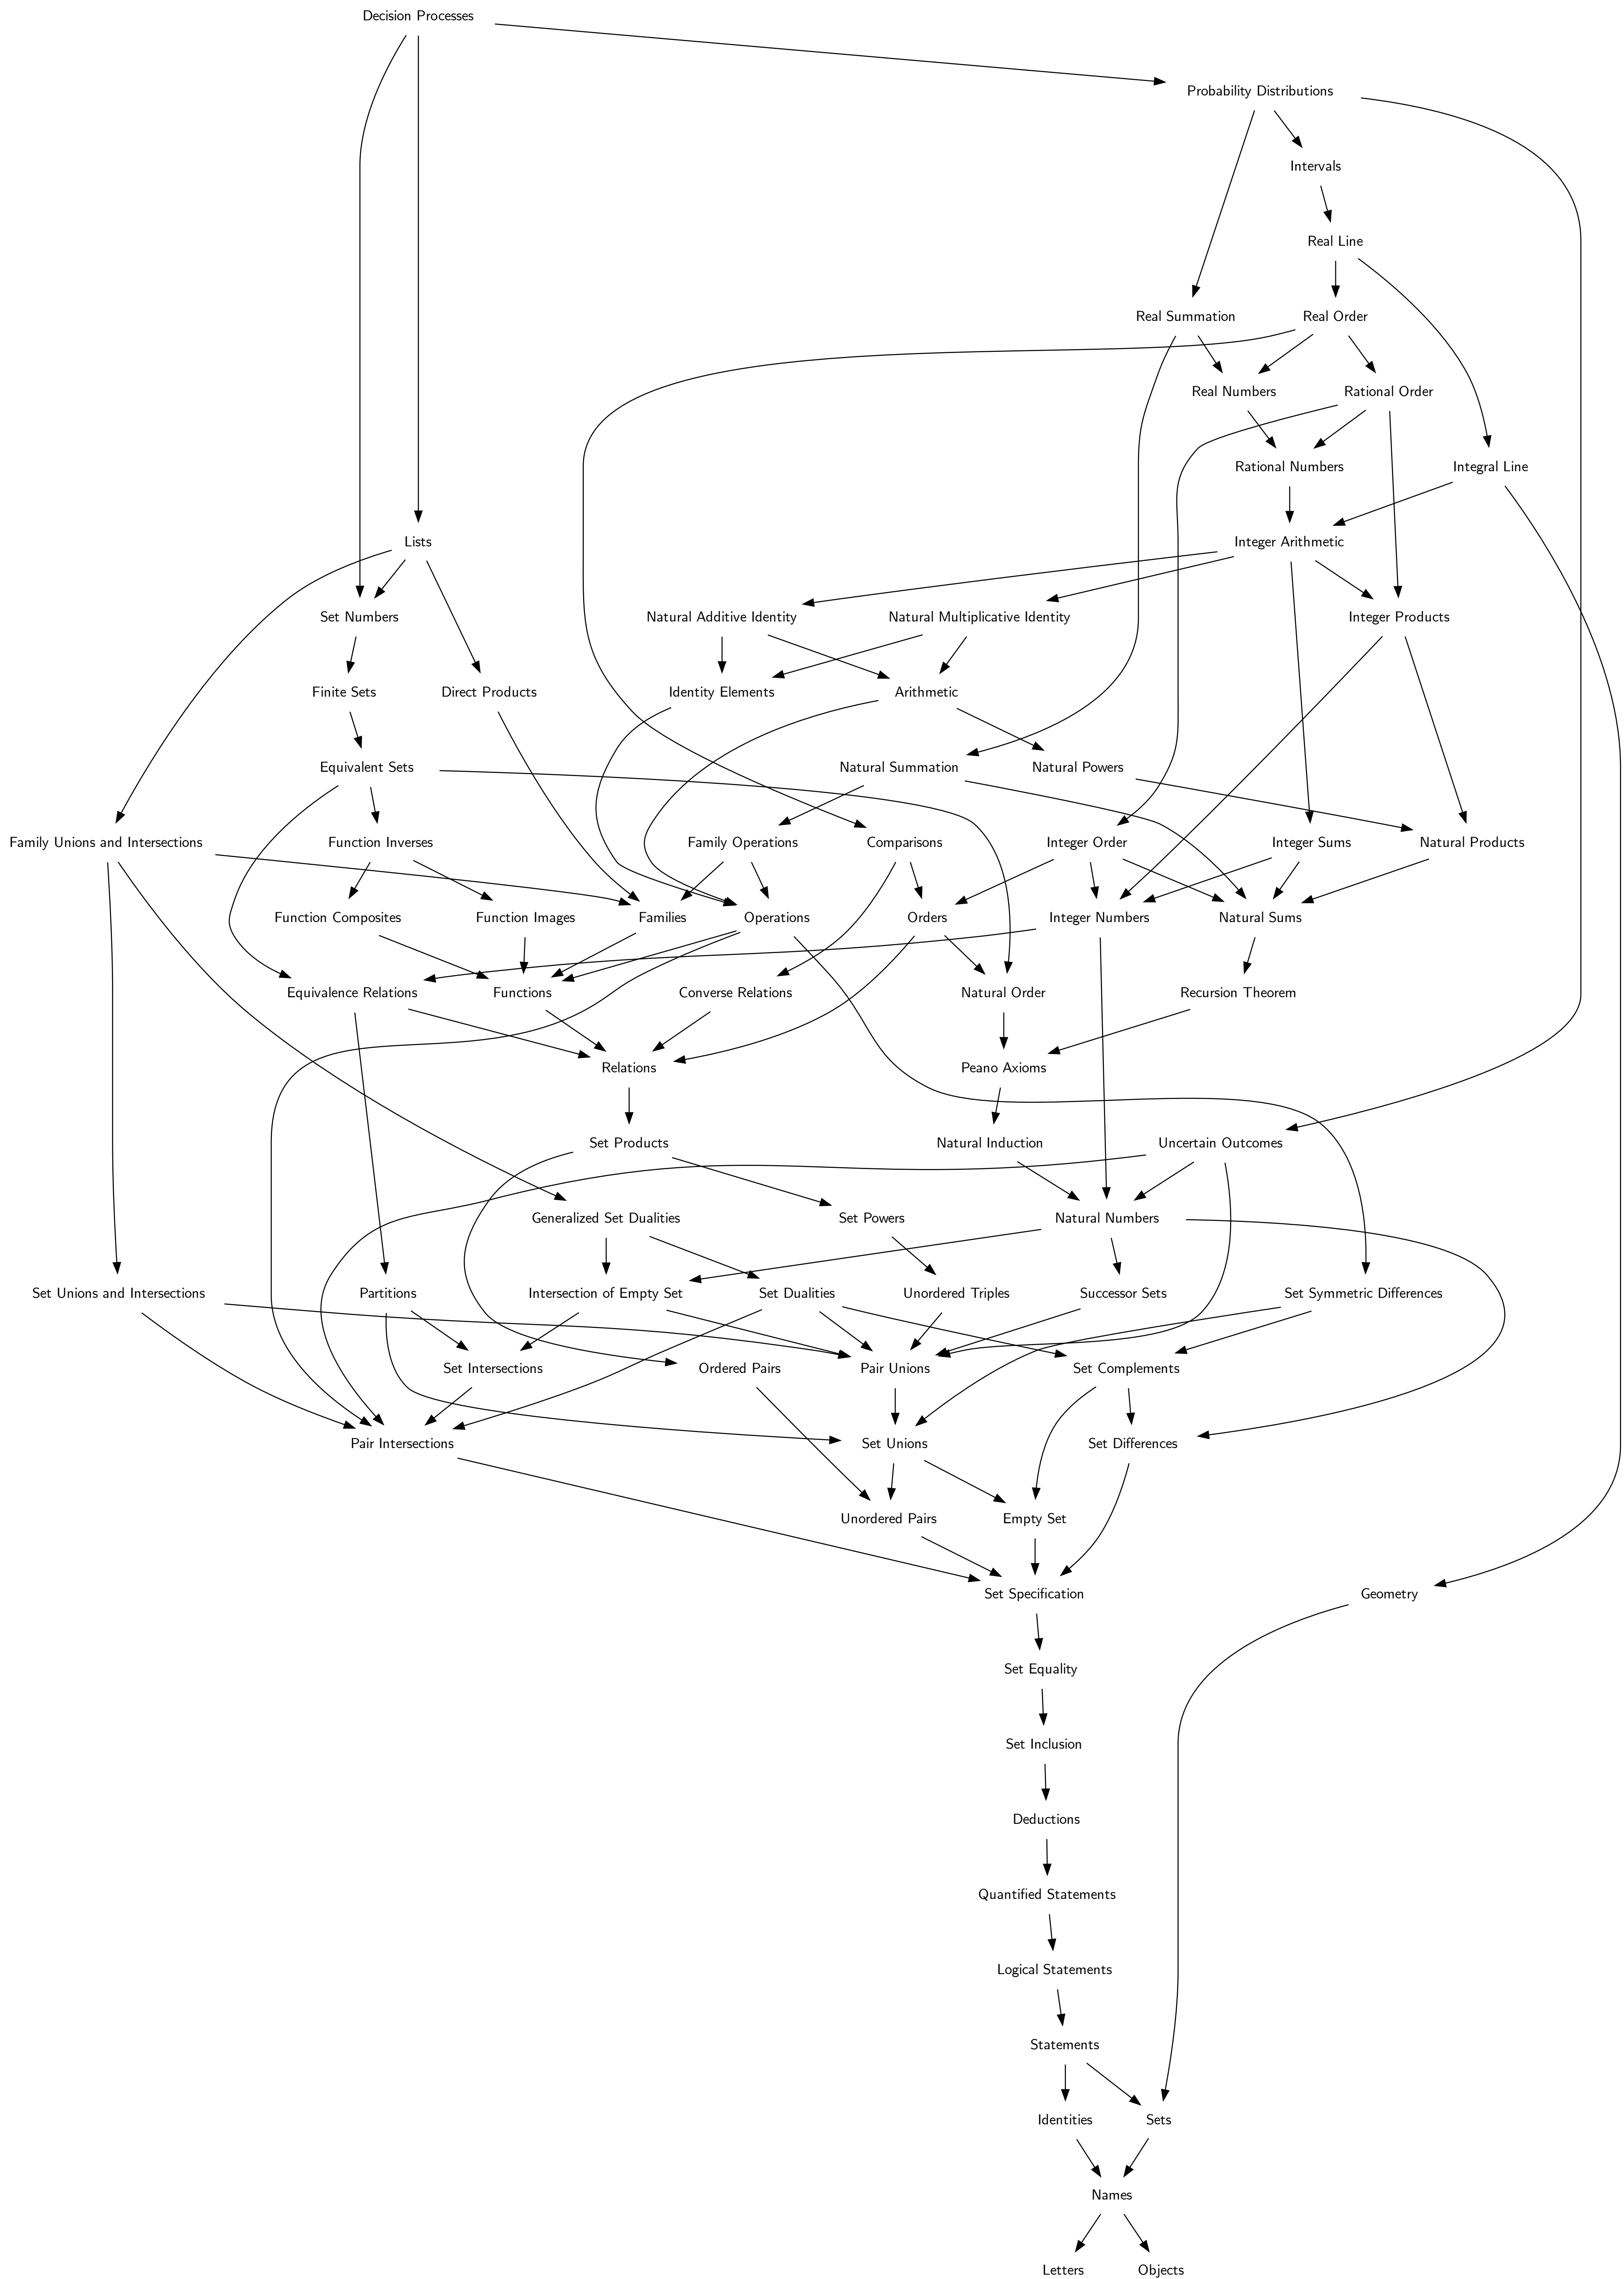 Decision Processes
Probability Distributions
Intervals
Real Line
Real Summation
Real Order
Real Numbers
Rational Order
Rational Numbers
Integral Line
Lists
Integer Arithmetic
Set Numbers
Natural Additive Identity
Natural Multiplicative Identity
Integer Products
Finite Sets
Direct Products
Identity Elements
Arithmetic
Equivalent Sets
Natural Summation
Natural Powers
Family Unions and Intersections
Function Inverses
Family Operations
Comparisons
Integer Order
Integer Sums
Natural Products
Function Composites
Function Images
Families
Operations
Orders
Integer Numbers
Natural Sums
Equivalence Relations
Functions
Converse Relations
Natural Order
Recursion Theorem
Relations
Peano Axioms
Set Products
Natural Induction
Uncertain Outcomes
Generalized Set Dualities
Set Powers
Natural Numbers
Set Unions and Intersections
Partitions
Intersection of Empty Set
Set Dualities
Unordered Triples
Successor Sets
Set Symmetric Differences
Set Intersections
Ordered Pairs
Pair Unions
Set Complements
Pair Intersections
Set Unions
Set Differences
Unordered Pairs
Empty Set
Set Specification
Geometry
Set Equality
Set Inclusion
Deductions
Quantified Statements
Logical Statements
Statements
Identities
Sets
Names
Letters
Objects